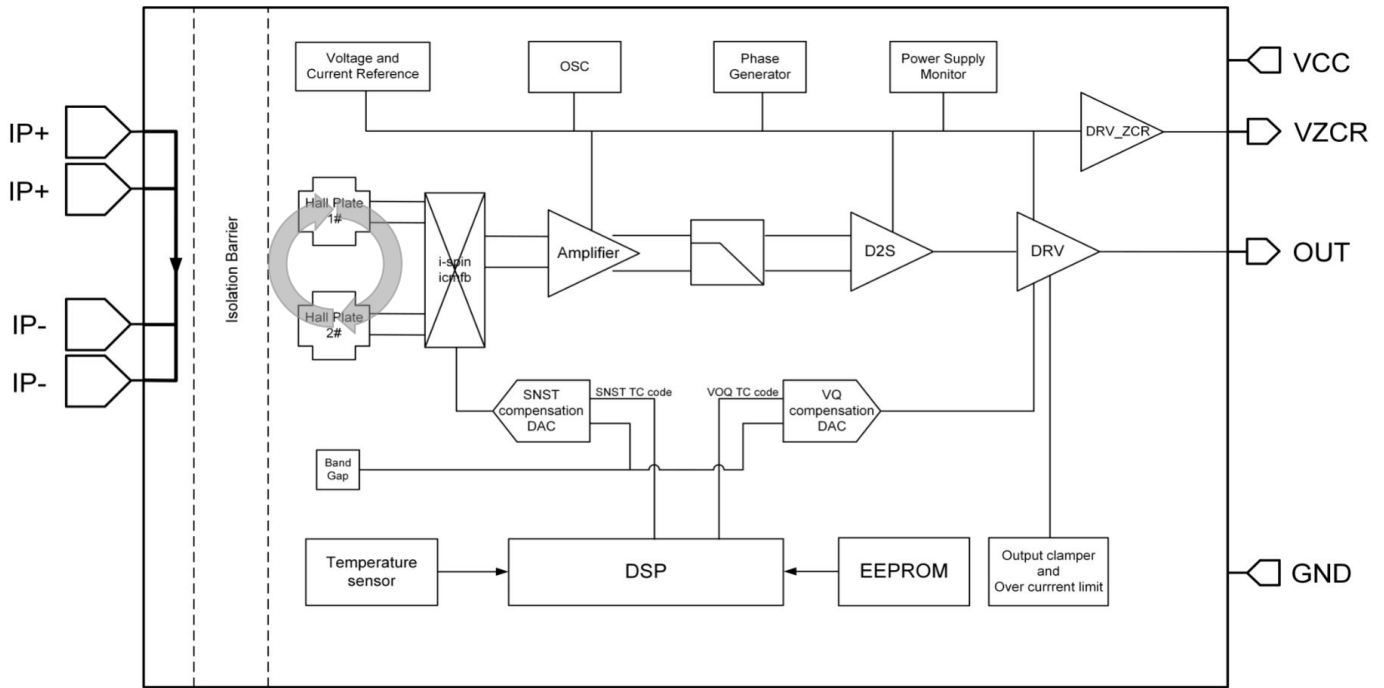 Voltage and
Current Reference
OSC
Phase
Generator
Power Supply
Monitor
VCC
IP+
DRV_ZCR
VZCR
IP+
Hall Plate
1#
Isolation Barrier
i-spin
icmfb
Amplifier
D2S
DRV
OUT
IP-
Hall Plate
2#
IP-
SNST
compensation
DAC
SNST TC code
VOQ TC code
VQ
compensation
DAC
Band
Gap
Temperature
sensor
DSP
EEPROM
Output clamper
and
Over currrent limit
GND